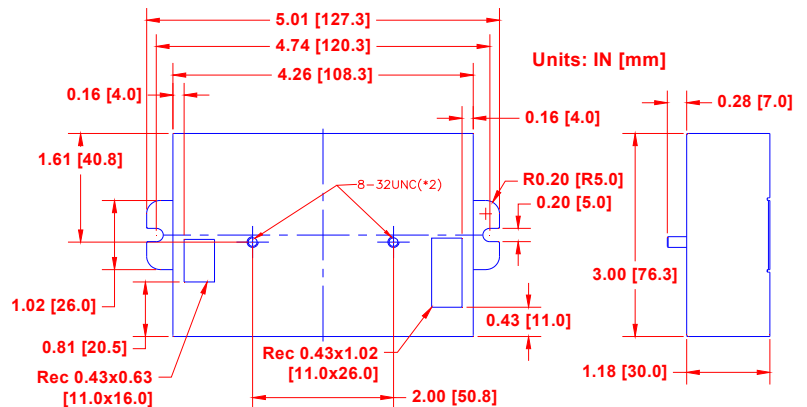 5.01 [127.3]
4.74 [120.3]
Units: IN [mm]
4.26 [108.3]
0.16 [4.0]
0.28 [7.0]
0.16 [4.0]
1.61 [40.8]
8-32UNC(*2)
R0.20 [R5.0]
0.20 [5.0]
3.00 [76.3]
1.02 [26.0]
0.43 [11.0]
0.81 [20.5]
Rec 0.43x1.02
[11.0x26.0]
Rec 0.43x0.63
[11.0x16.0]
2.00 [50.8]
1.18 [30.0]